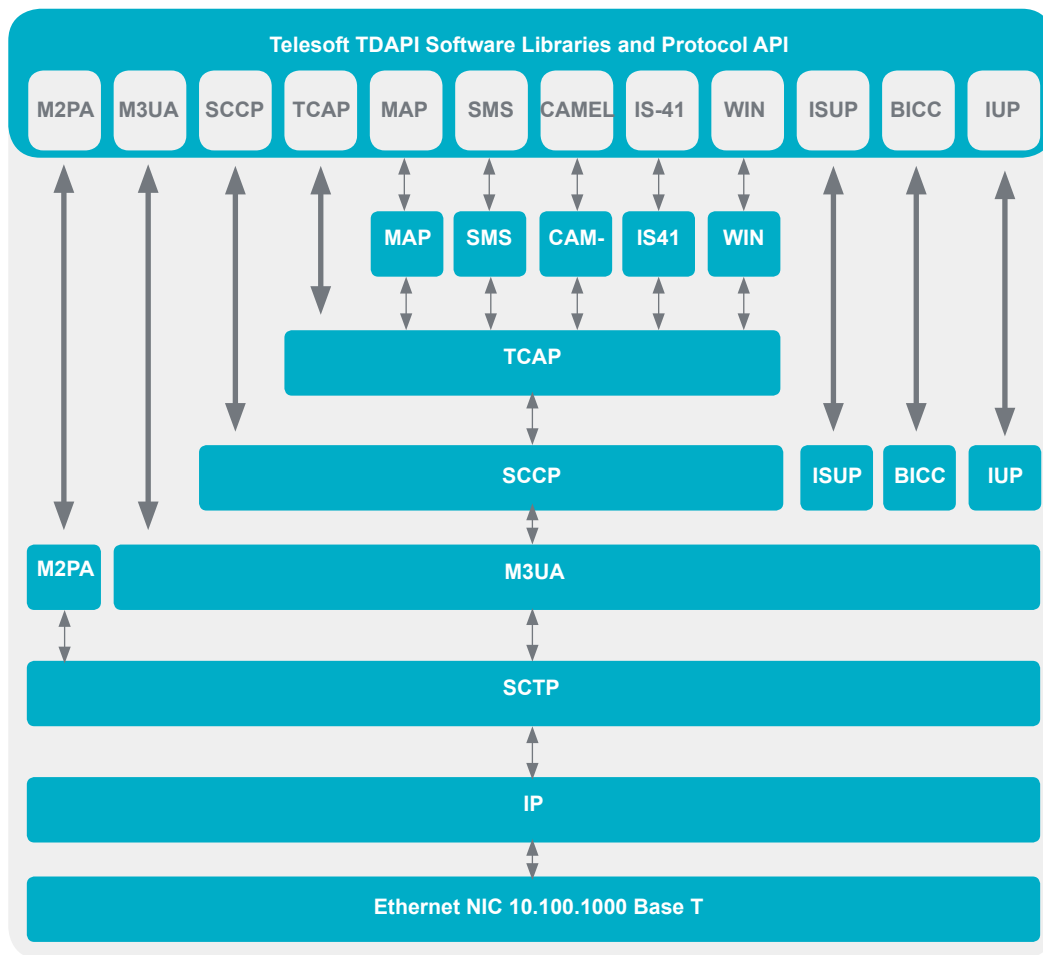 Telesoft TDAPI Software Libraries and Protocol API
M2PA M3UA SCCP TCAP MAP SMS CAMEL IS-41 WIN ISUP BICC IUP
MAP SMS CAM- IS41 WIN
TCAP
SCCP ISUP BICC IUP
M2PA M3UA
SCTP
IP
Ethernet NIC 10.100.1000 Base T